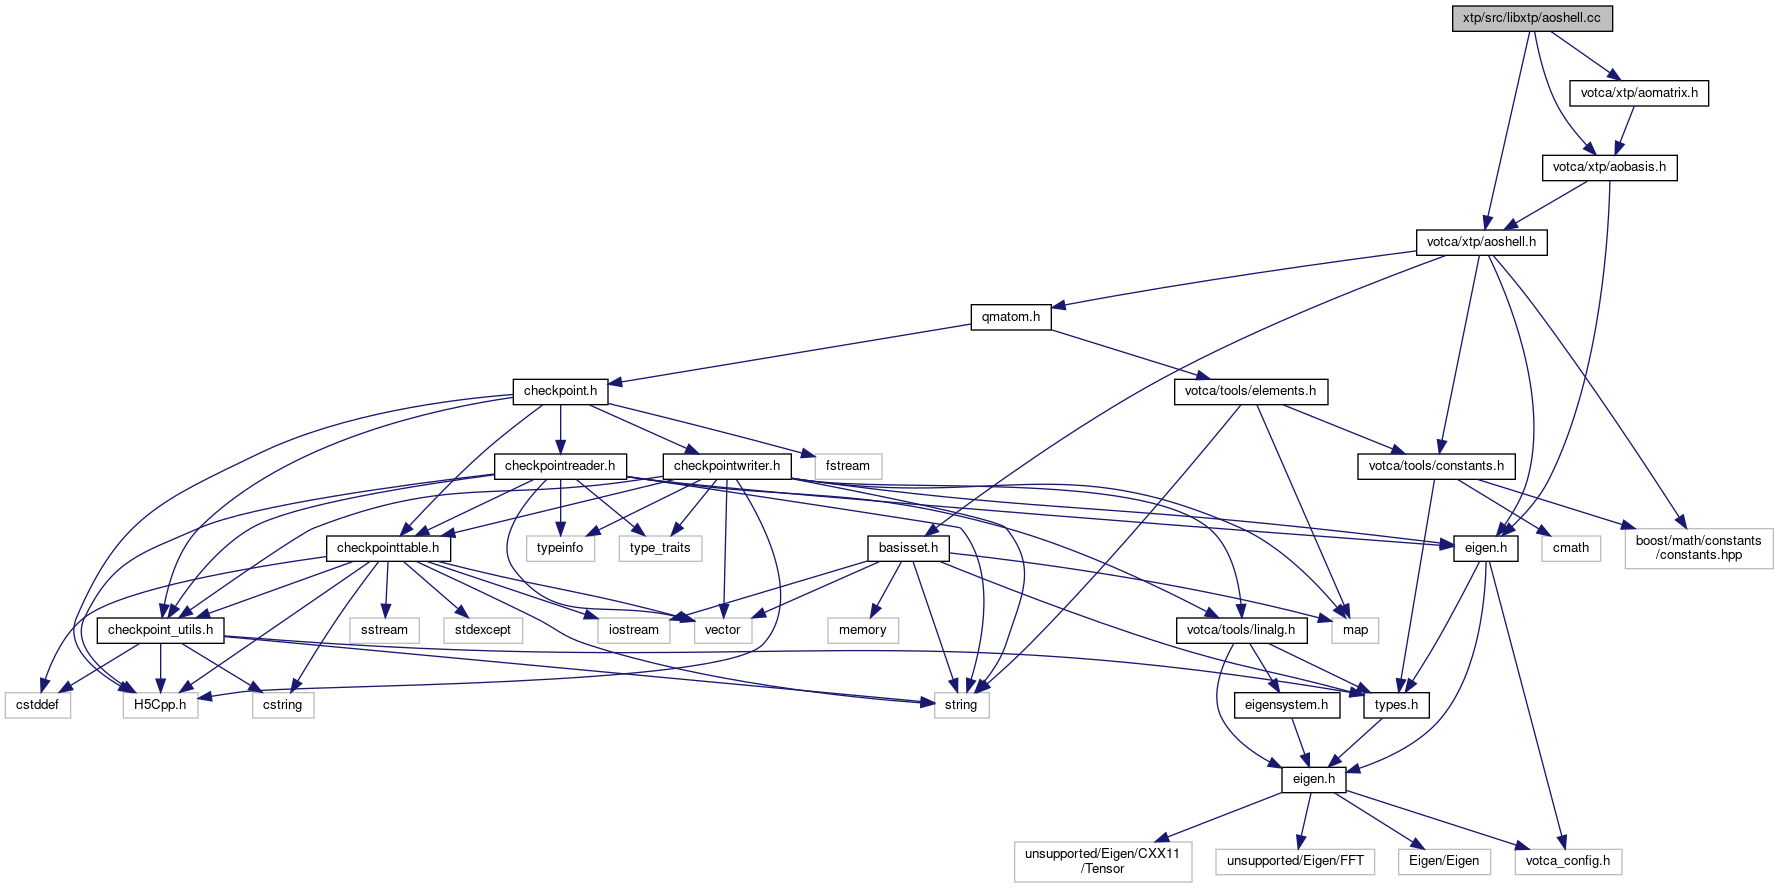 xtp/src/libxtp/aoshell.cc
votca/xtp/aomatrix.h
votca/xtp/aobasis.h
votca/xtp/aoshell.h
qmatom.h
checkpoint.h
votca/tools/elements.h
checkpointreader.h
checkpointwriter.h
fstream
votca/tools/constants.h
checkpointtable.h
typeinfo
type_traits
basisset.h
eigen.h
cmath
boost/math/constants
/constants.hpp
checkpoint_utils.h
sstream
stdexcept
iostream
vector
memory
votca/tools/linalg.h
map
cstddef
H5Cpp.h
cstring
string
eigensystem.h
types.h
eigen.h
unsupported/Eigen/CXX11
/Tensor
unsupported/Eigen/FFT
Eigen/Eigen
votca_config.h